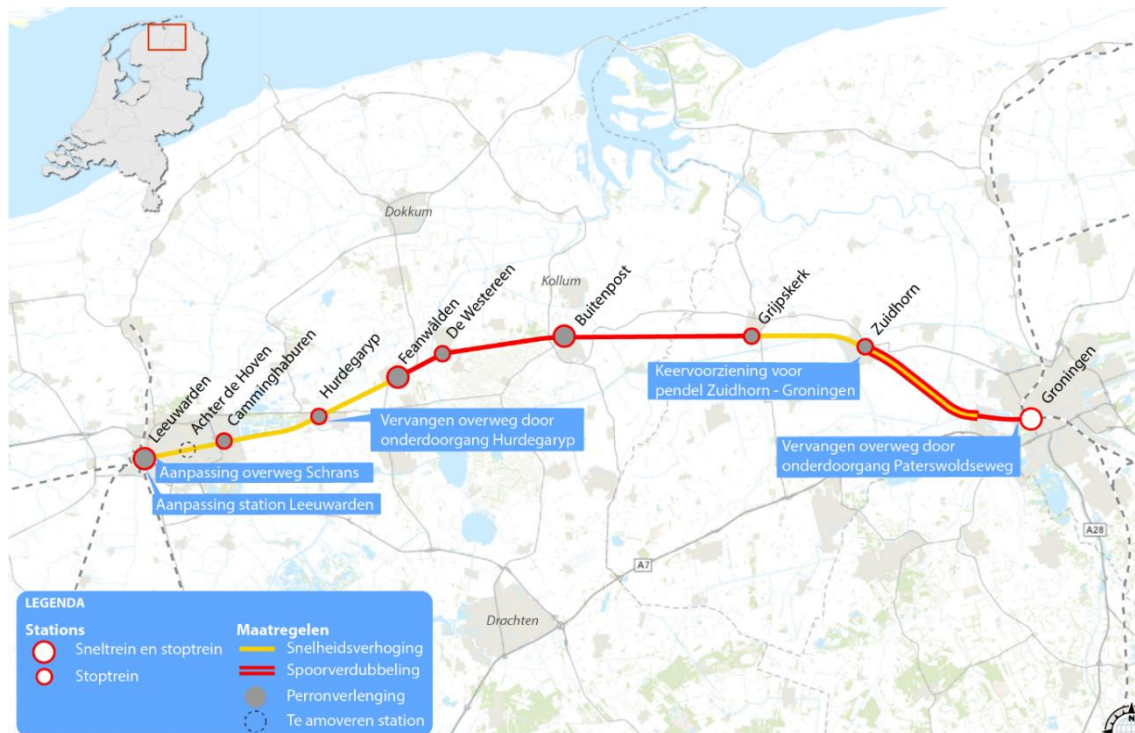 Dokkum
Kollum
Leeuwarden
Achter de Hoven
Camminghaburen
Hurdegaryp
Feanwâlden
De Westereen
Buitenpost
Grijpskerk
Zuidhorn
Groningen
Keervoorziening voor
pendel Zuidhorn - Groningen
Vervangen overweg door
onderdoorgang Hurdegaryp
Vervangen overweg door
onderdoorgang Paterswoldseweg
Aanpassing overweg Schrans
Aanpassing station Leeuwarden
A28
A7
Drachten
LEGENDA
Stations
Sneltrein en stoptrein
Stoptrein
Maatregelen
Snelheidsverhoging
Spoorverdubbeling
Perronverlenging
Te amoveren station
N